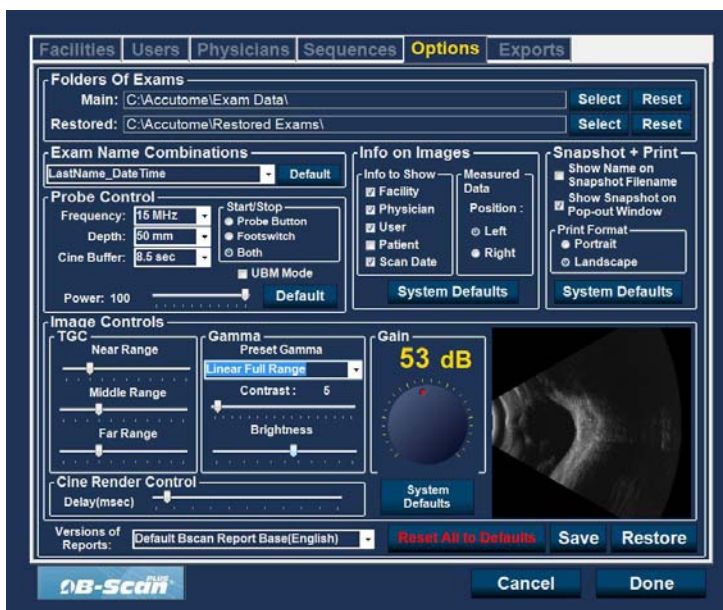 Facilities Users Physicians Sequences Options Exports
Folders Of Exams
Main: C:\Accutome\Exam Data\ Select Reset
Restored: C:\Accutome\Restored Exams\ Select Reset
Exam Name Combinations
LastName_DateTime Default
Probe Control
Frequency: 15 MHz
Depth: 50 mm
Cine Buffer: 8.5 sec
Start/Stop
Probe Button
Footswitch
Both
UBM Mode
Power: 100 Default
Info on Images
Info to Show
Facility
Physician
User
Patient
Scan Date
Measured
Data
Position :
Left
Right
System Defaults
Snapshot + Print
Show Name on
Snapshot Filename
Show Snapshot on
Pop-out Window
Print Format
Portrait
Landscape
System Defaults
Image Controls
TGC
Near Range
Middle Range
Far Range
Gamma
Preset Gamma
Linear Full Range
Contrast : 5
Brightness
Gain
53 dB
System
Defaults
Cine Render Control
Delay(msec)
Versions of
Reports:
Default Bscan Report Base(English)
Reset All to Defaults Save Restore
B-Scan PLUS
Cancel Done